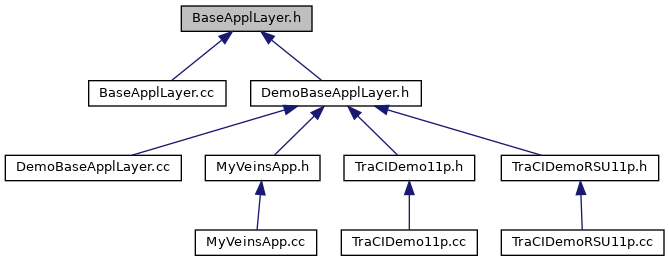 BaseApplLayer.h
BaseApplLayer.cc
DemoBaseApplLayer.h
DemoBaseApplLayer.cc
MyVeinsApp.h
TraCIDemo11p.h
TraCIDemoRSU11p.h
MyVeinsApp.cc
TraCIDemo11p.cc
TraCIDemoRSU11p.cc